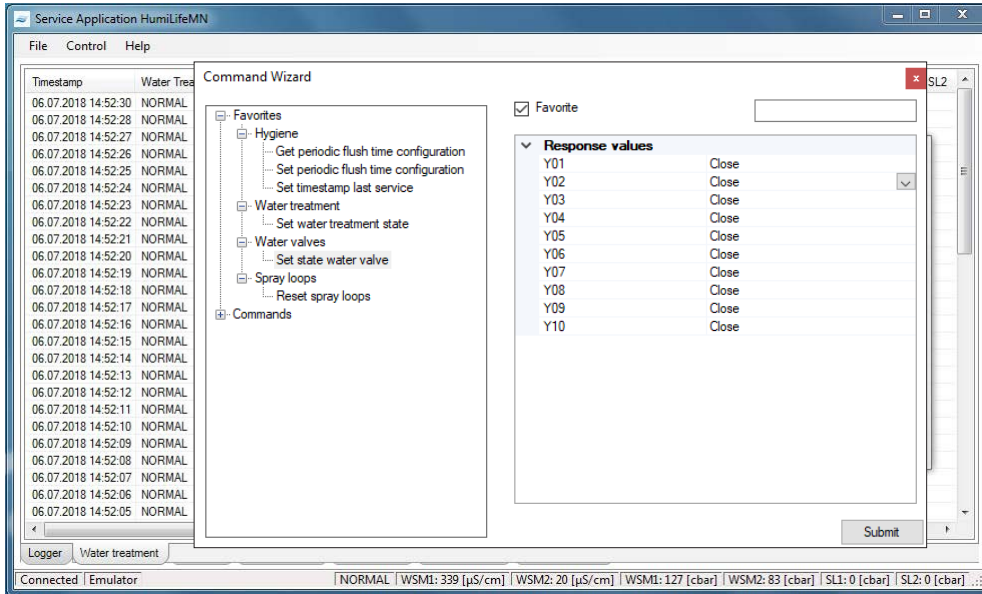 Service Application HumiLifeMN
File Control Help
Timestamp Water Trea SL2
06.07.2018 14:52:30 NORMAL
06.07.2018 14:52:28 NORMAL
06.07.2018 14:52:27 NORMAL
06.07.2018 14:52:26 NORMAL
06.07.2018 14:52:25 NORMAL
06.07.2018 14:52:24 NORMAL
06.07.2018 14:52:23 NORMAL
06.07.2018 14:52:22 NORMAL
06.07.2018 14:52:21 NORMAL
06.07.2018 14:52:20 NORMAL
06.07.2018 14:52:19 NORMAL
06.07.2018 14:52:18 NORMAL
06.07.2018 14:52:17 NORMAL
06.07.2018 14:52:16 NORMAL
06.07.2018 14:52:15 NORMAL
06.07.2018 14:52:14 NORMAL
06.07.2018 14:52:13 NORMAL
06.07.2018 14:52:12 NORMAL
06.07.2018 14:52:11 NORMAL
06.07.2018 14:52:10 NORMAL
06.07.2018 14:52:09 NORMAL
06.07.2018 14:52:08 NORMAL
06.07.2018 14:52:07 NORMAL
06.07.2018 14:52:06 NORMAL
06.07.2018 14:52:05 NORMAL
Command Wizard
Favorites
Hygiene
Get periodic flush time configuration
Set periodic flush time configuration
Set timestamp last service
Water treatment
Set water treatment state
Water valves
Set state water valve
Spray loops
Reset spray loops
Commands
Favorite
Response values
Y01 Close
Y02 Close
Y03 Close
Y04 Close
Y05 Close
Y06 Close
Y07 Close
Y08 Close
Y09 Close
Y10 Close
Submit
Logger Water treatment
Connected Emulator NORMAL WSM1: 339 [µS/cm] WSM2: 20 [µS/cm] WSM1: 127 [cbar] WSM2: 83 [cbar] SL1: 0 [cbar] SL2: 0 [cbar]